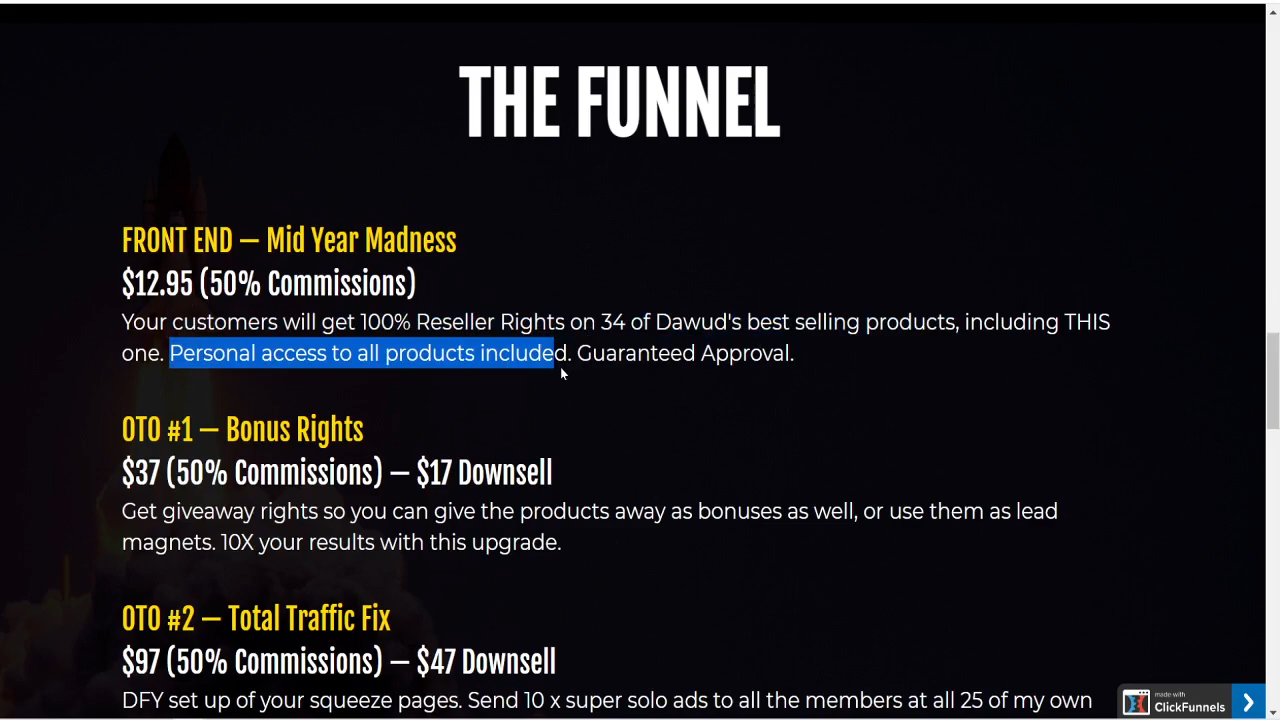 THE FUNNEL
FRONT END — Mid Year Madness
$12.95 (50% Commissions)
Your customers will get 100% Reseller Rights on 34 of Dawud's best selling products, including THIS
one. Personal access to all products included. Guaranteed Approval.
OTO #1 — Bonus Rights
$37 (50% Commissions) — $17 Downsell
Get giveaway rights so you can give the products away as bonuses as well, or use them as lead
magnets. 10X your results with this upgrade.
OTO #2 — Total Traffic Fix
$97 (50% Commissions) — $47 Downsell
DFY set up of your squeeze pages. Send 10 x super solo ads to all the members at all 25 of my own
made with
ClickFunnels